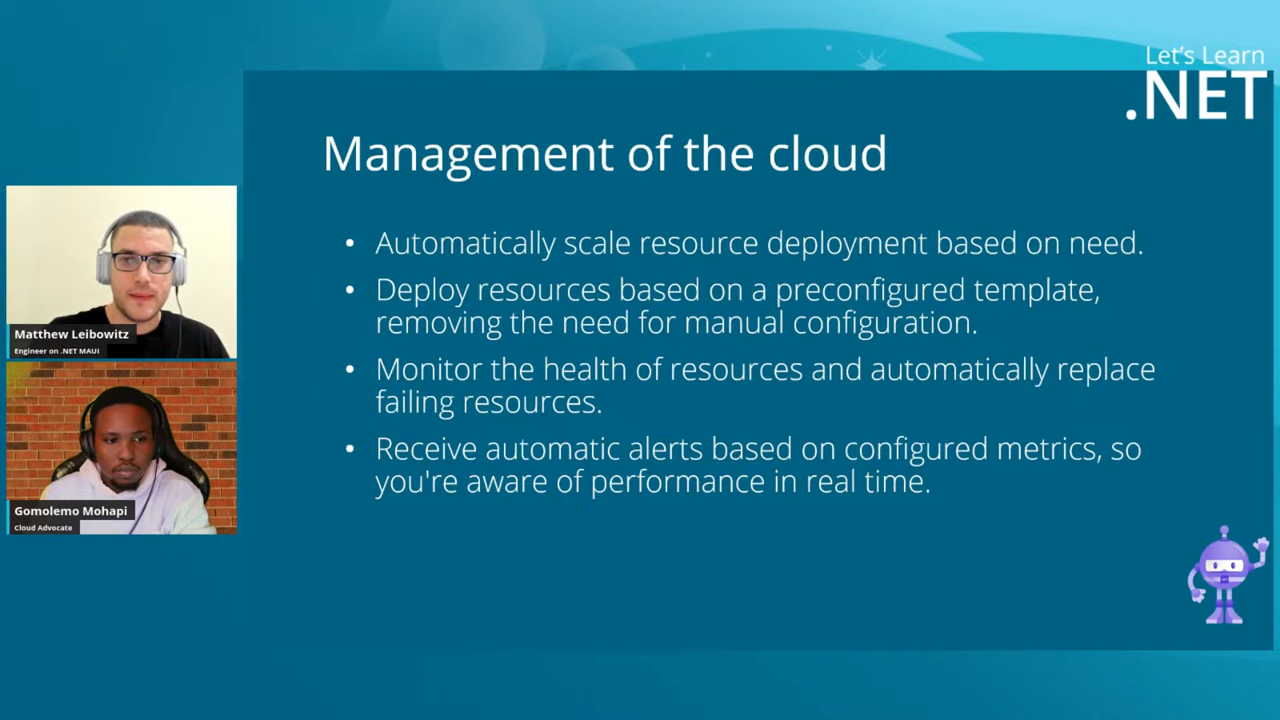 Let's Learn
.NET
Management of the cloud
• Automatically scale resource deployment based on need.
• Deploy resources based on a preconfigured template,
removing the need for manual configuration.
• Monitor the health of resources and automatically replace
failing resources.
• Receive automatic alerts based on configured metrics, so
you're aware of performance in real time.
Matthew Leibowitz
Engineer on .NET MAUI
Gomolemo Mohapi
Cloud Advocate